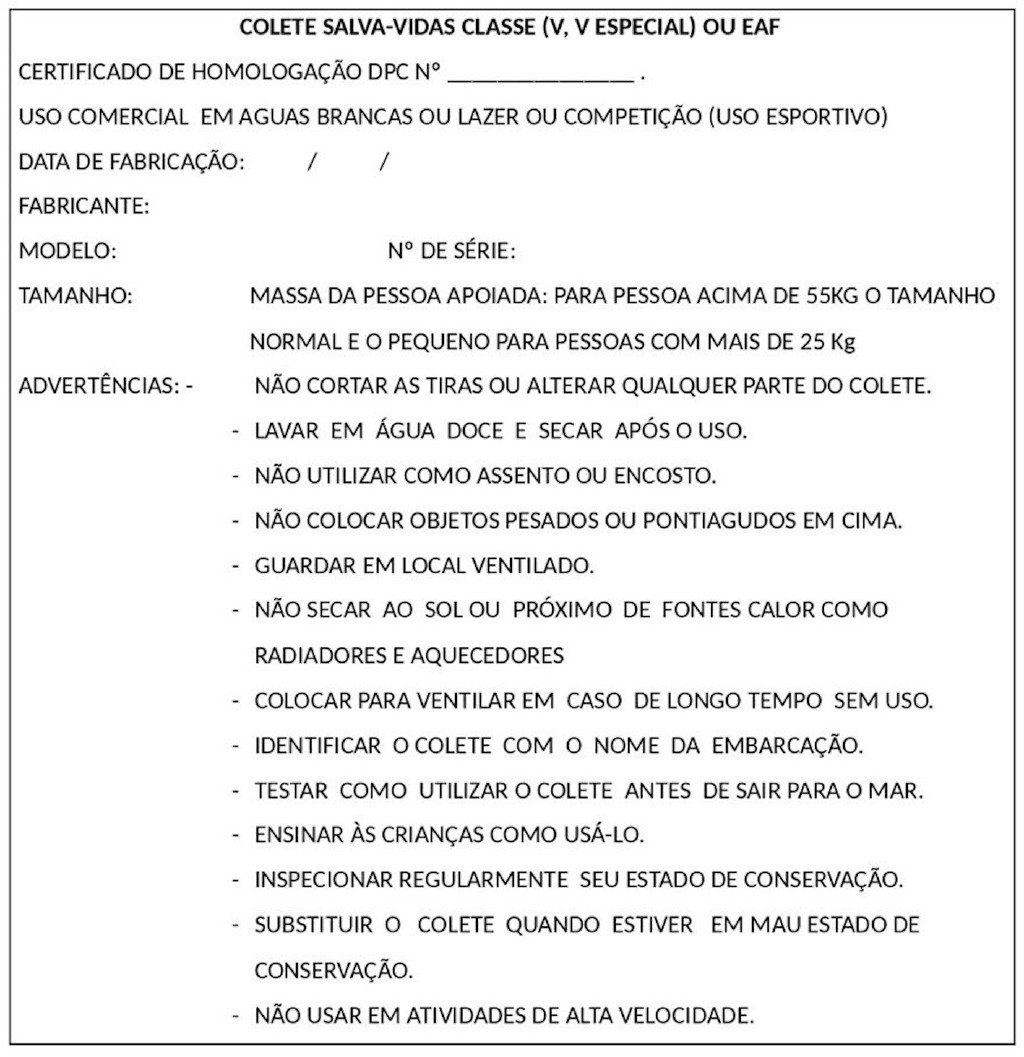 COLETE SALVA-VIDAS CLASSE (V, V ESPECIAL) OU EAF
CERTIFICADO DE HOMOLOGAÇÃO DPC Nº _______________ .
USO COMERCIAL EM AGUAS BRANCAS OU LAZER OU COMPETIÇÃO (USO ESPORTIVO)
DATA DE FABRICAÇÃO: / /
FABRICANTE:
MODELO: Nº DE SÉRIE:
TAMANHO: MASSA DA PESSOA APOIADA: PARA PESSOA ACIMA DE 55KG O TAMANHO
NORMAL E O PEQUENO PARA PESSOAS COM MAIS DE 25 Kg
ADVERTÊNCIAS: - NÃO CORTAR AS TIRAS OU ALTERAR QUALQUER PARTE DO COLETE.
- LAVAR EM ÁGUA DOCE E SECAR APÓS O USO.
- NÃO UTILIZAR COMO ASSENTO OU ENCOSTO.
- NÃO COLOCAR OBJETOS PESADOS OU PONTIAGUDOS EM CIMA.
- GUARDAR EM LOCAL VENTILADO.
- NÃO SECAR AO SOL OU PRÓXIMO DE FONTES CALOR COMO
RADIADORES E AQUECEDORES
- COLOCAR PARA VENTILAR EM CASO DE LONGO TEMPO SEM USO.
- IDENTIFICAR O COLETE COM O NOME DA EMBARCAÇÃO.
- TESTAR COMO UTILIZAR O COLETE ANTES DE SAIR PARA O MAR.
- ENSINAR ÀS CRIANÇAS COMO USÁ-LO.
- INSPECIONAR REGULARMENTE SEU ESTADO DE CONSERVAÇÃO.
- SUBSTITUIR O COLETE QUANDO ESTIVER EM MAU ESTADO DE
CONSERVAÇÃO.
- NÃO USAR EM ATIVIDADES DE ALTA VELOCIDADE.